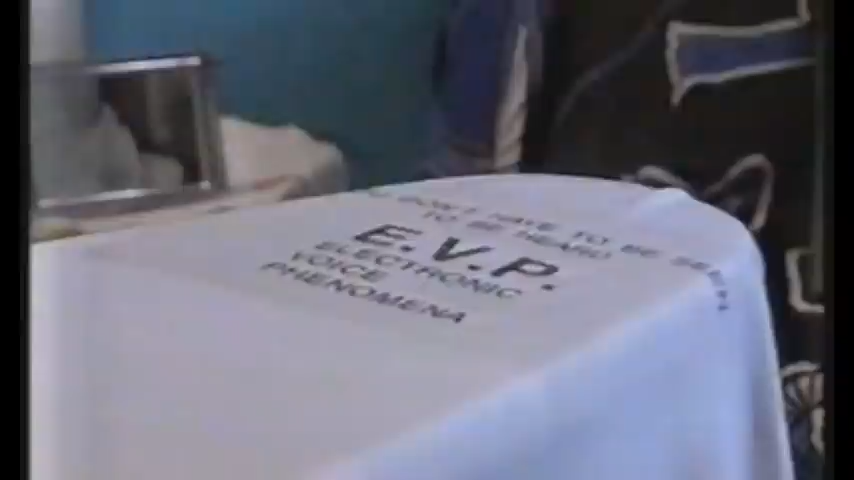 DON'T HAVE TO BE SEEN
TO BE HEARD
E.V.P.
ELECTRONIC
VOICE
PHENOMENA